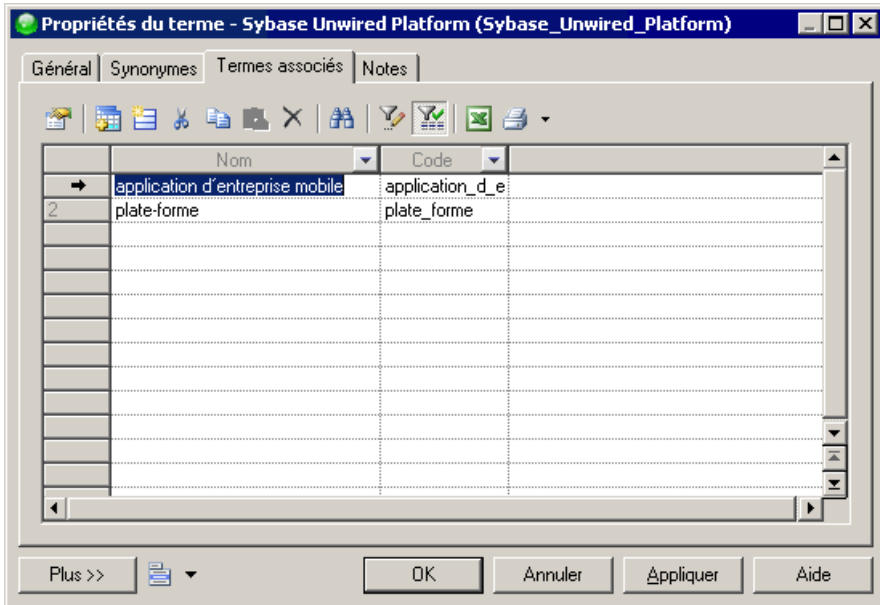 Propriétés du terme - Sybase Unwired Platform (Sybase_Unwired_Platform)
Général Synonymes Termes associés Notes
Nom Code
application d'entreprise mobile application_d_e
2 plate-forme plate_forme
Plus >> OK Annuler Appliquer Aide